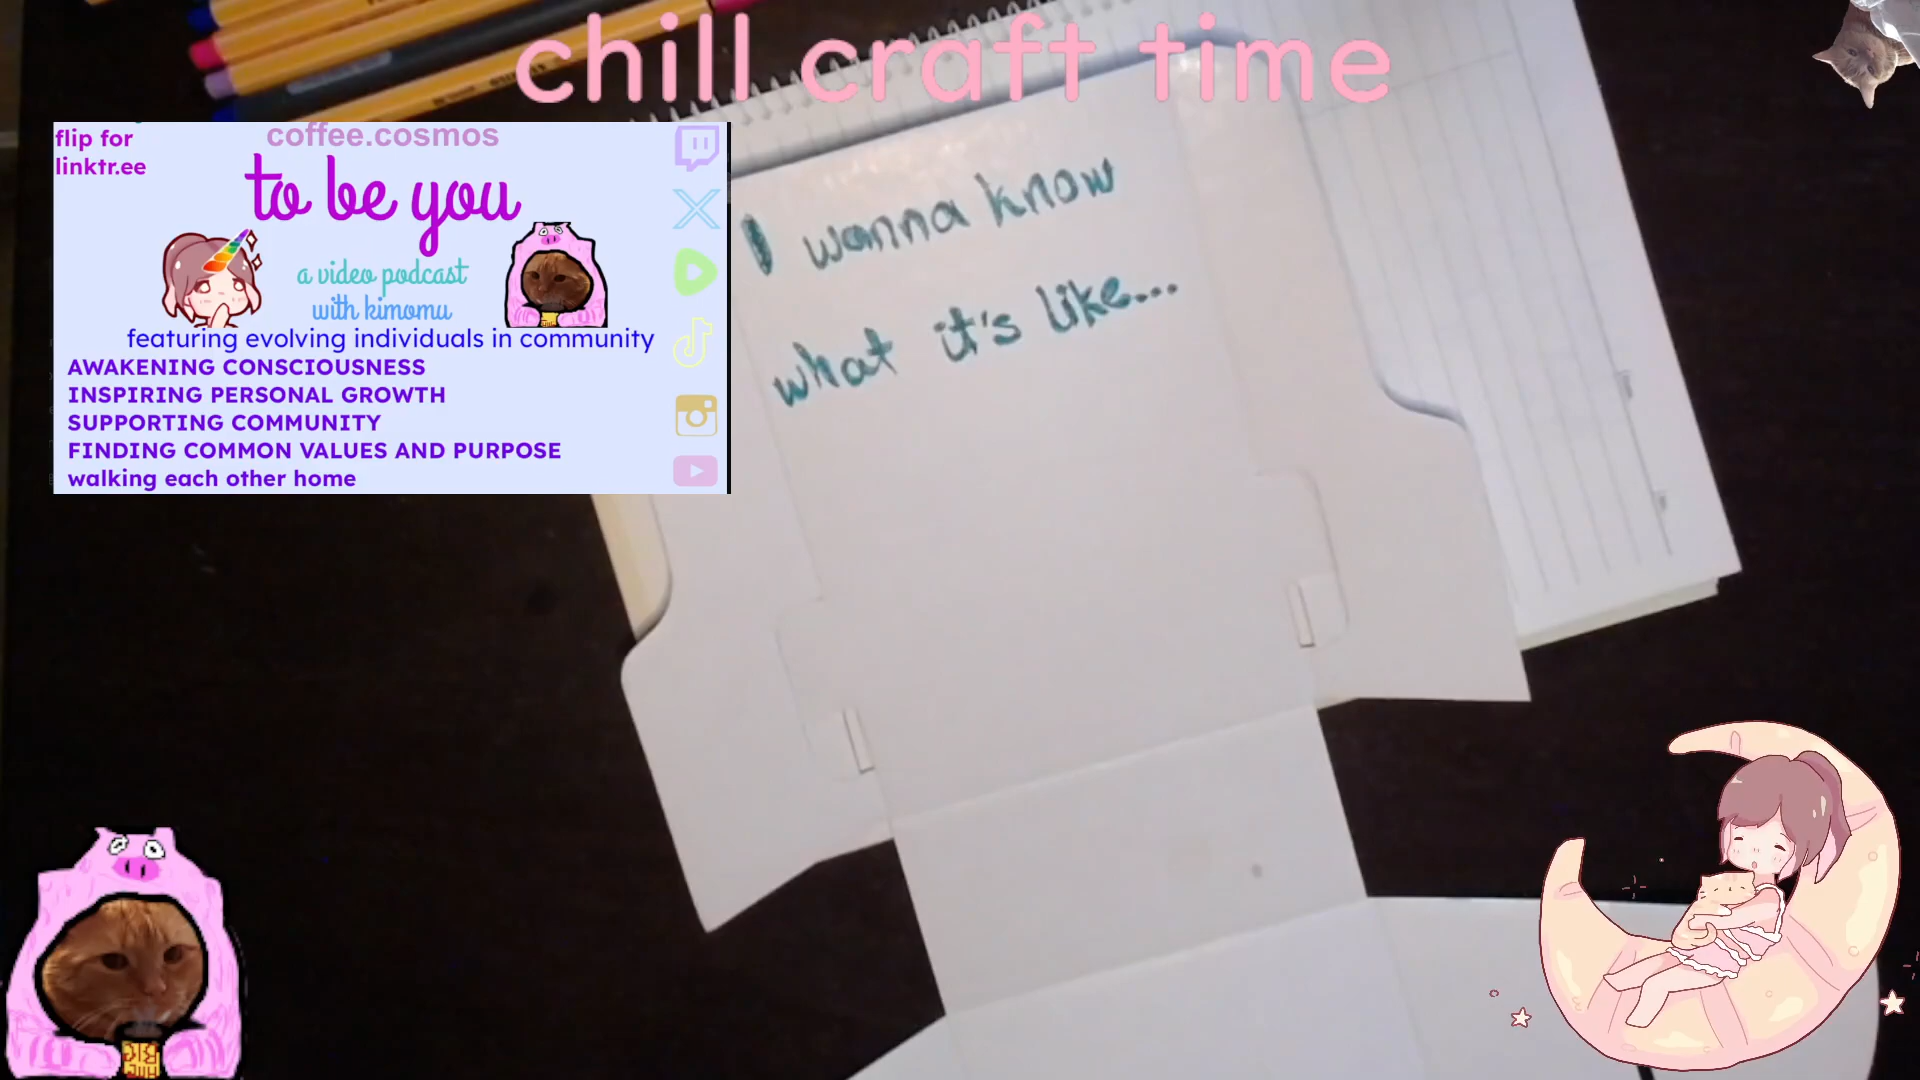 chill craft time
flip for
linktr.ee
coffee.cosmos
to be you
a video podcast
with kimomu
featuring evolving individuals in community
AWAKENING CONSCIOUSNESS
INSPIRING PERSONAL GROWTH
SUPPORTING COMMUNITY
FINDING COMMON VALUES AND PURPOSE
walking each other home
I wanna know
what it's like...